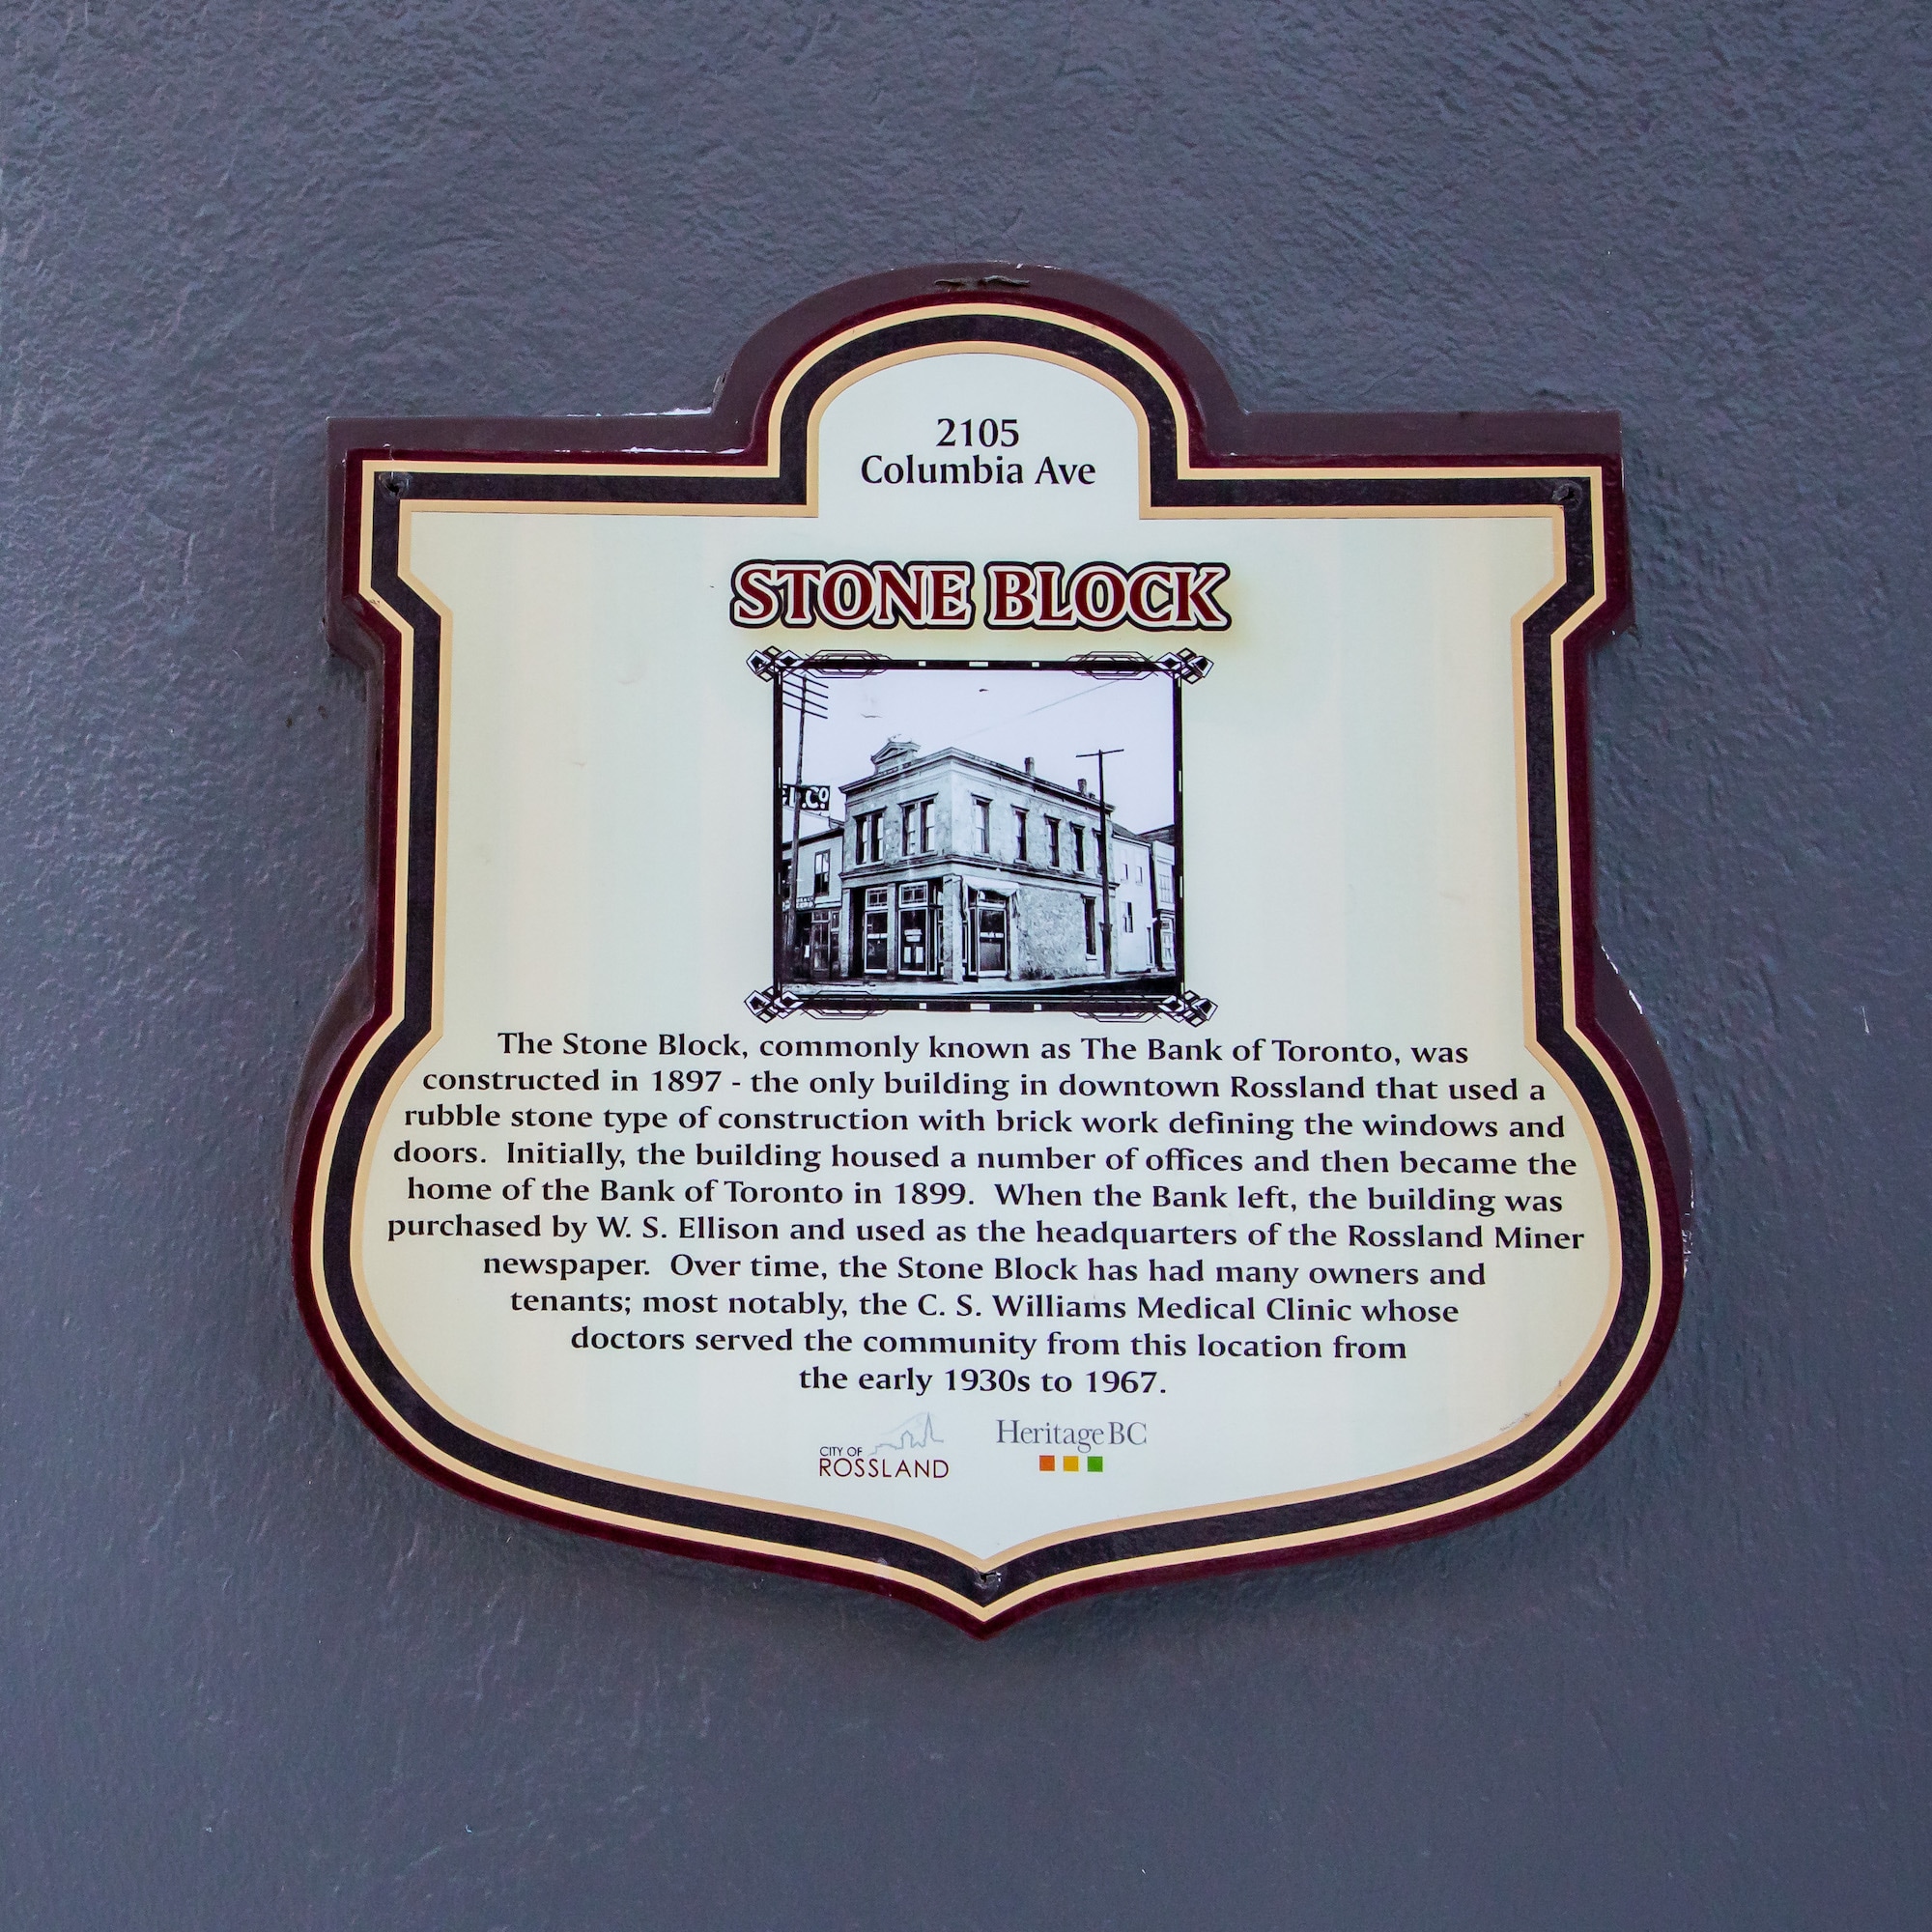 2105
Columbia Ave
STONE BLOCK
The Stone Block, commonly known as The Bank of Toronto, was
constructed in 1897 - the only building in downtown Rossland that used a
rubble stone type of construction with brick work defining the windows and
doors.  Initially, the building housed a number of offices and then became the
home of the Bank of Toronto in 1899.  When the Bank left, the building was
purchased by W. S. Ellison and used as the headquarters of the Rossland Miner
newspaper.  Over time, the Stone Block has had many owners and
tenants; most notably, the C. S. Williams Medical Clinic whose
doctors served the community from this location from
the early 1930s to 1967.
CITY OF
ROSSLAND
Heritage BC